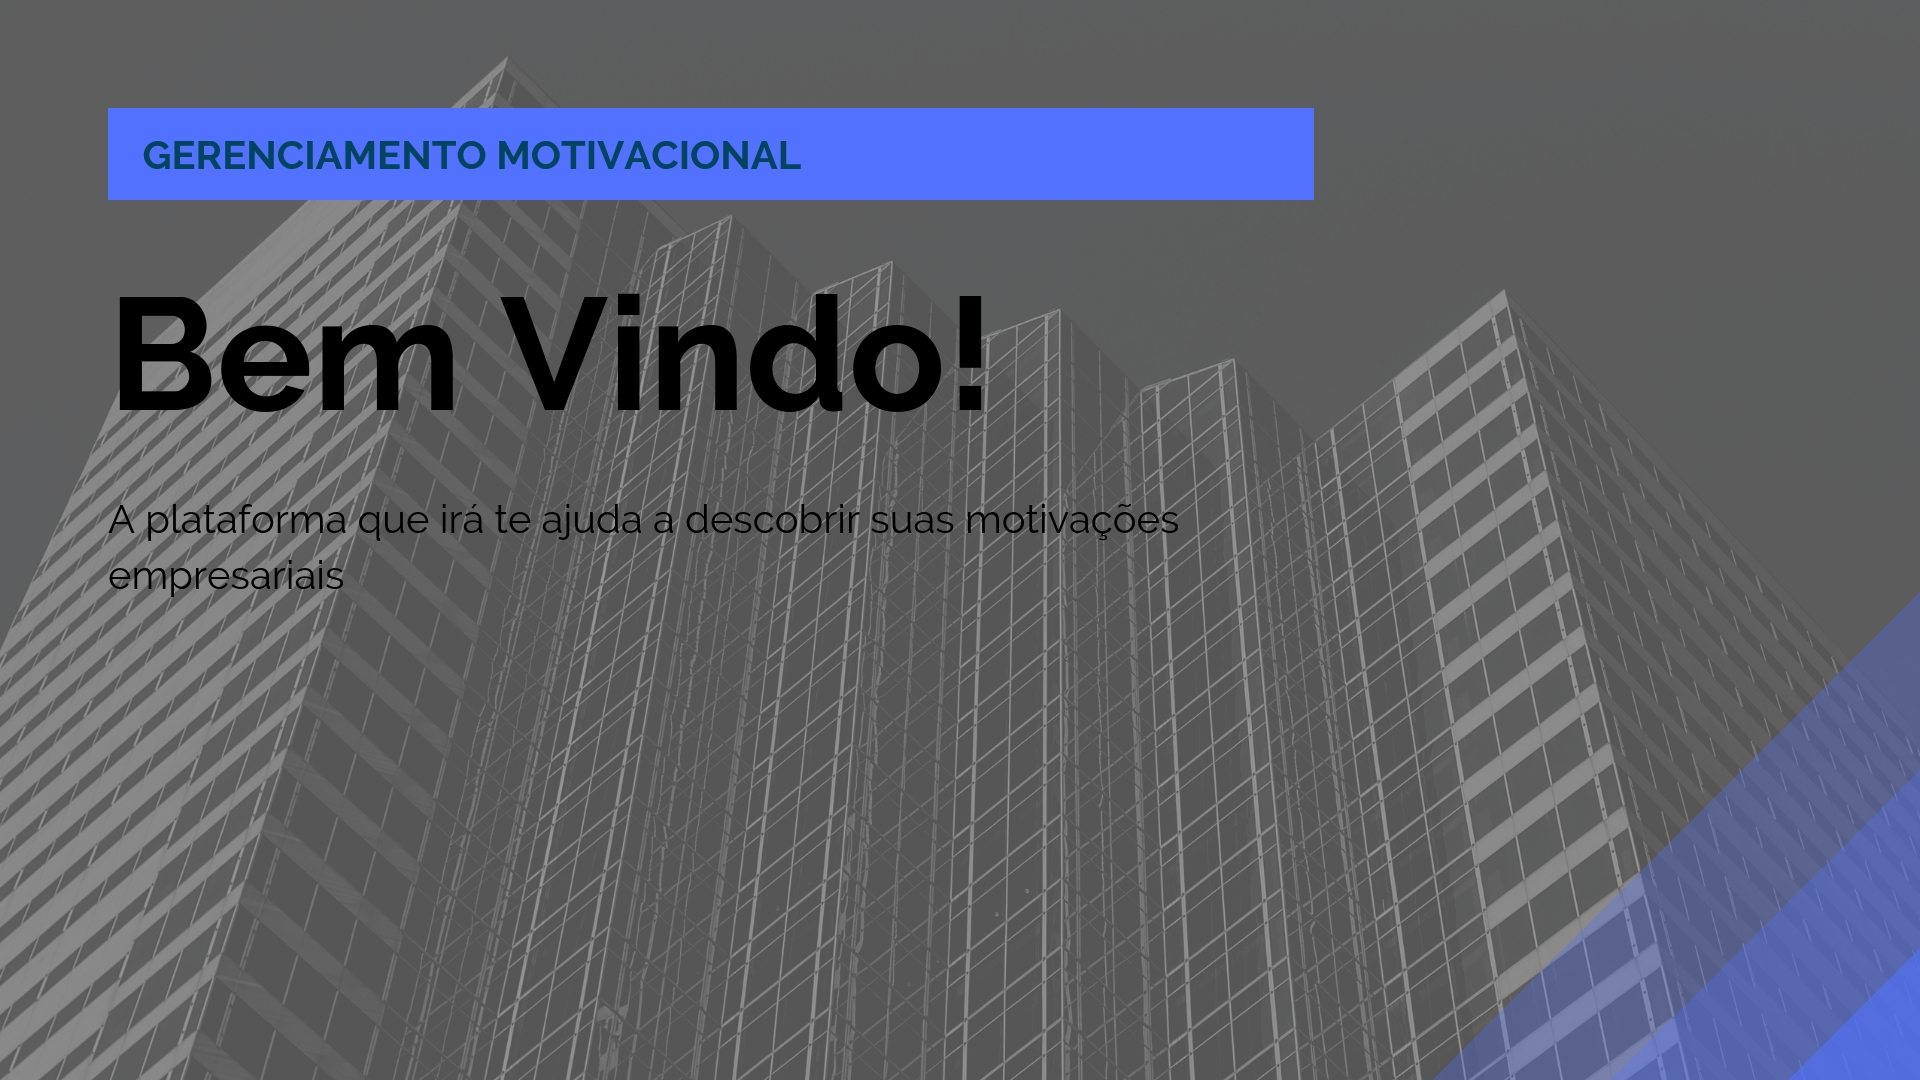 GERENCIAMENTO MOTIVACIONAL
Bem Vindo!
A plataforma que irá te ajuda a descobrir suas motivações
empresariais